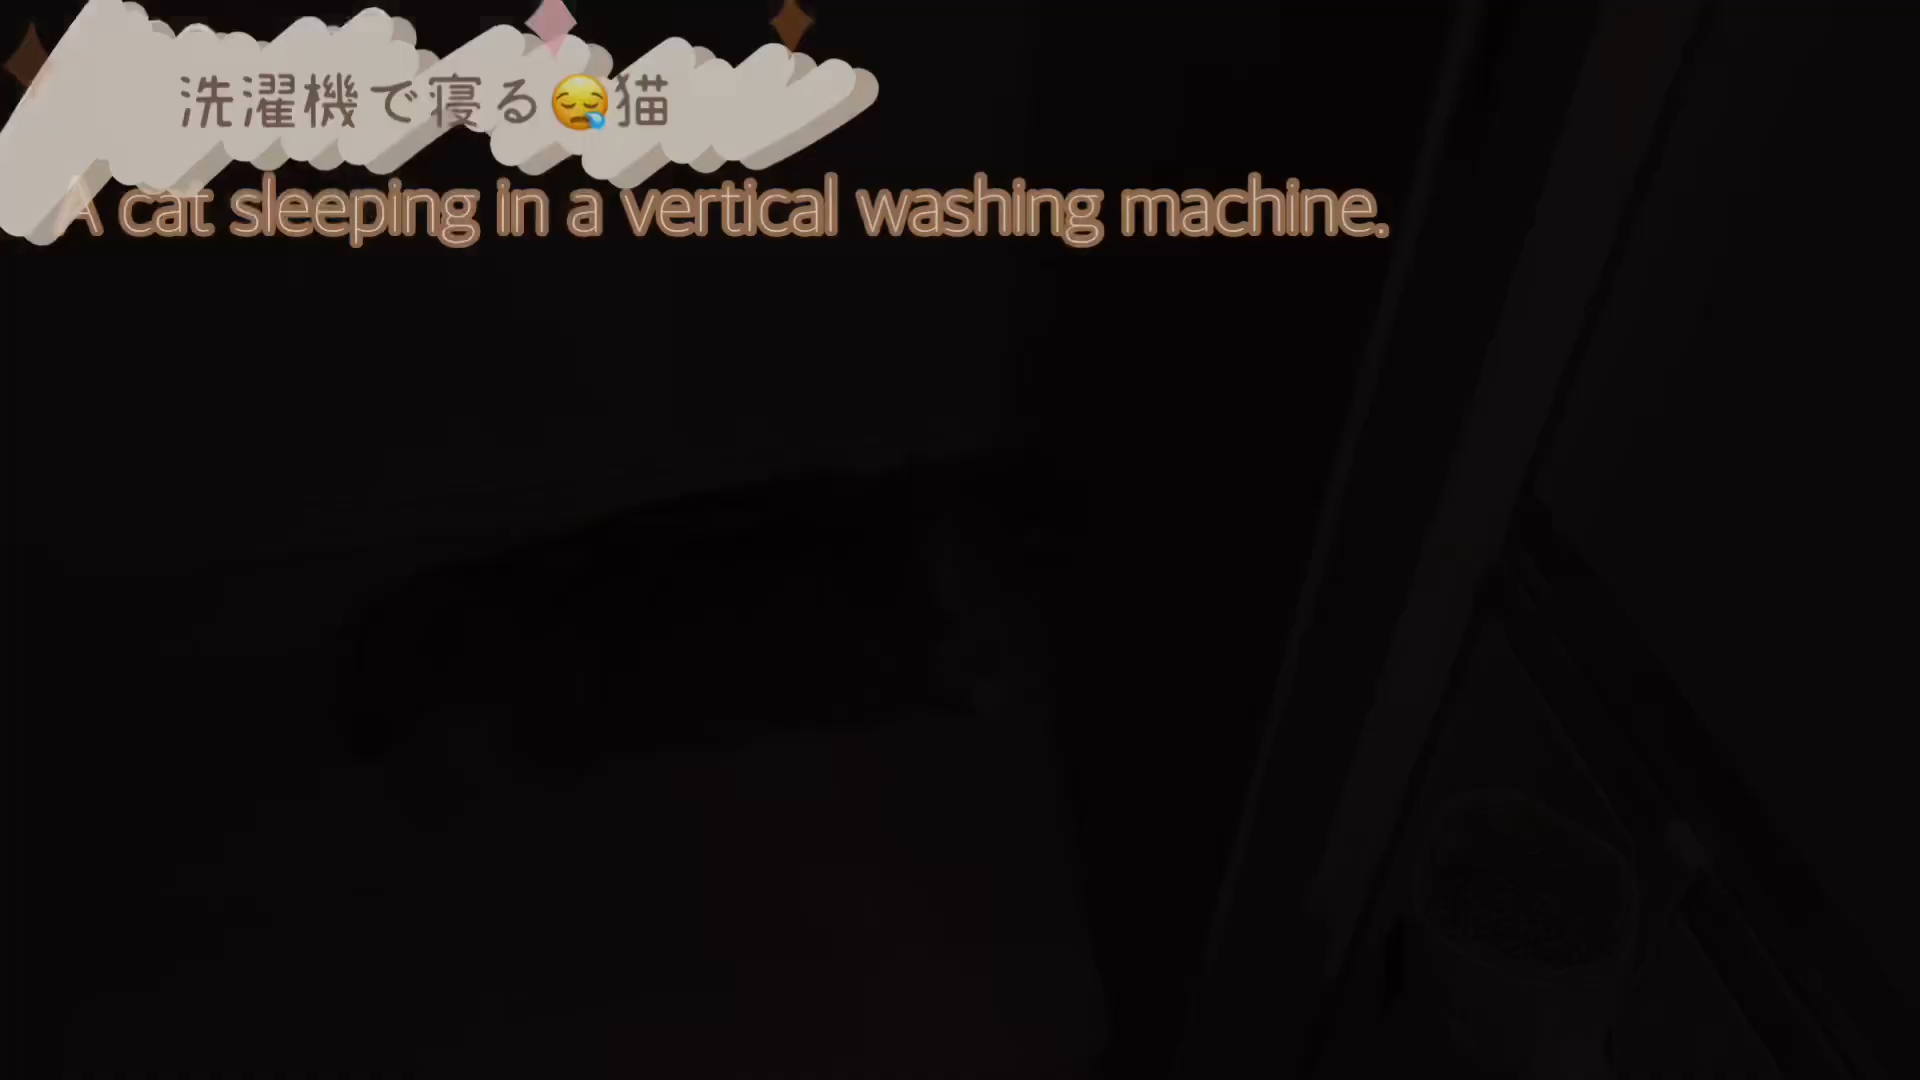 洗濯機で寝る😪猫
A cat sleeping in a vertical washing machine.